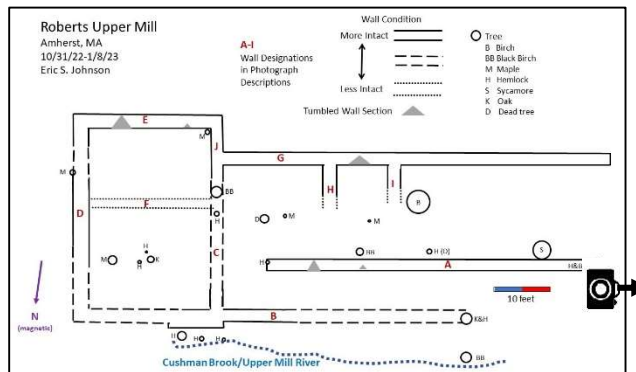 Roberts Upper Mill
Amherst, MA
10/31/22-1/8/23
Eric S. Johnson
A-I
Wall Designations
in Photograph
Descriptions
Wall Condition
More Intact
Less Intact
Tumbled Wall Section
Tree
B Birch
BB Black Birch
M Maple
H Hemlock
S Sycamore
K Oak
D Dead tree
E
M
J
G
M
BB
H
I
B
F
H
D
M
M
D
C
H
M
H
K
BB
H (D)
S
H
A
H&B
10 feet
N
(magnetic)
B
K&H
H
H
H
Cushman Brook/Upper Mill River
BB